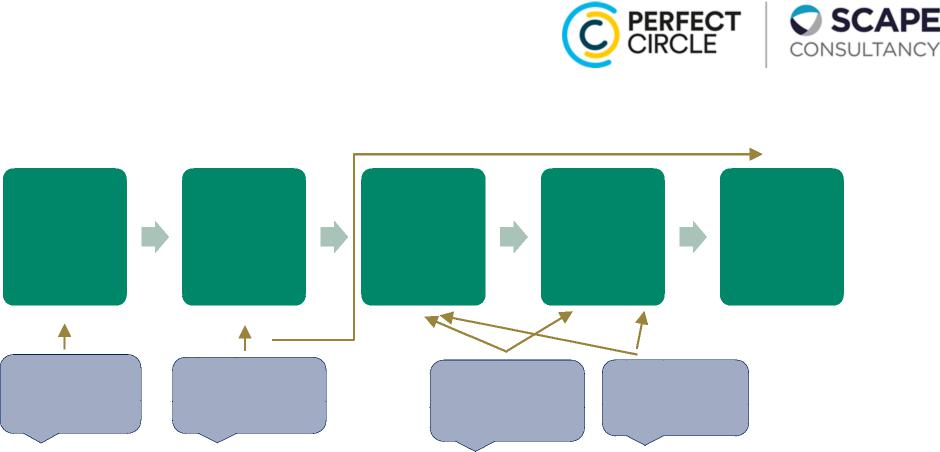 PERFECT
CIRCLE
SCAPE
CONSULTANCY